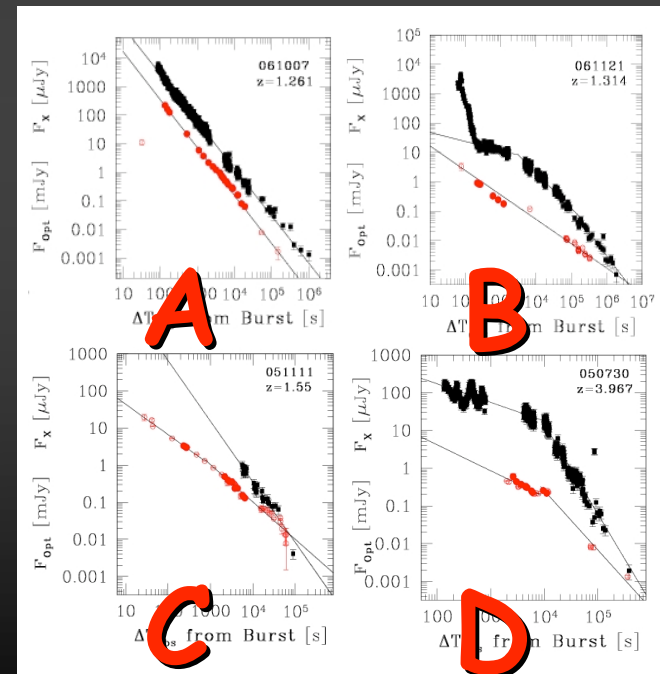 061007
z=1.261
10⁴
1000
100
10
1
0.1
0.01
0.001
F_X [μJy]
F_Opt [mJy]
10 100 1000 10⁴ 10⁵ 10⁶
from Burst [s]
A
061121
z=1.314
10⁵
10⁴
1000
100
10
1
0.1
0.01
0.001
F_X [μJy]
F_Opt [mJy]
10 10⁴ 10⁵ 10⁶ 10⁷
from Burst [s]
B
051111
z=1.55
1000
100
10
1
0.1
0.01
0.001
F_X [μJy]
F_Opt [mJy]
10 1000 10⁴ 10⁵
from Burst [s]
C
050730
z=3.967
1000
100
10
1
0.1
0.01
0.001
F_X [μJy]
F_Opt [mJy]
100 10⁴ 10⁵
from Burst [s]
D